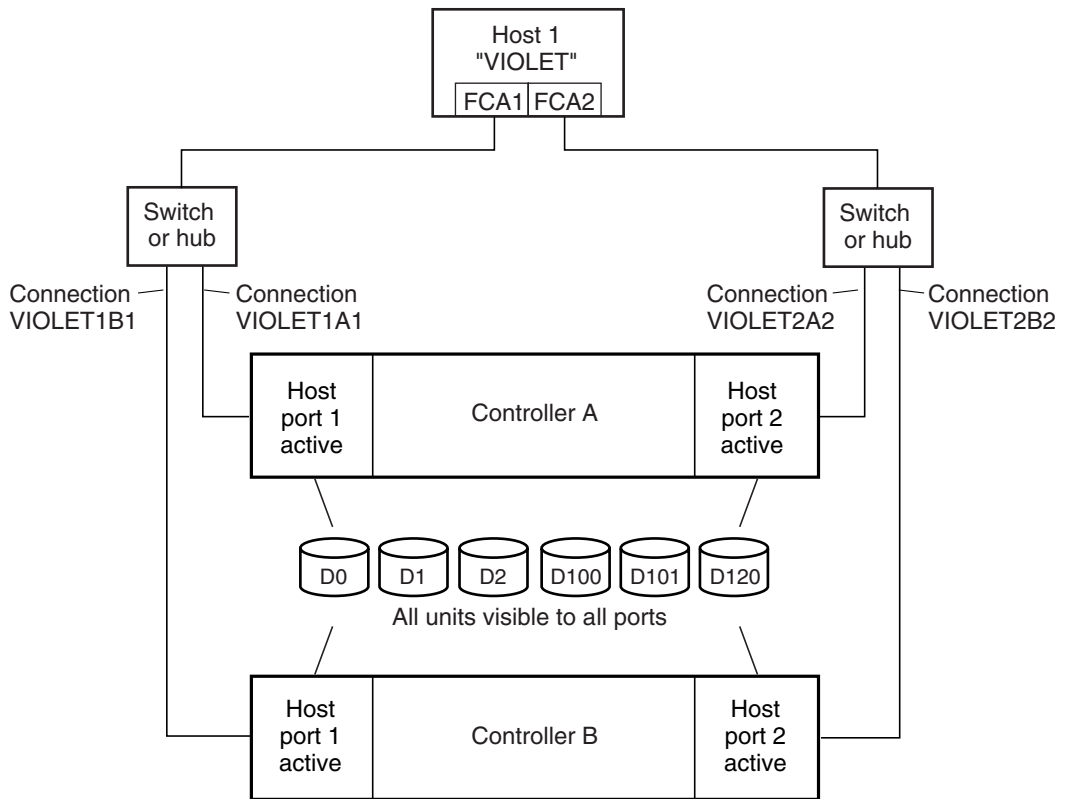 Host 1
"VIOLET"
FCA1 FCA2
Switch
or hub
Switch
or hub
Connection
VIOLET1B1
Connection
VIOLET1A1
Connection
VIOLET2A2
Connection
VIOLET2B2
Host
port 1
active
Controller A
Host
port 2
active
D0 D1 D2 D100 D101 D120
All units visible to all ports
Host
port 1
active
Controller B
Host
port 2
active